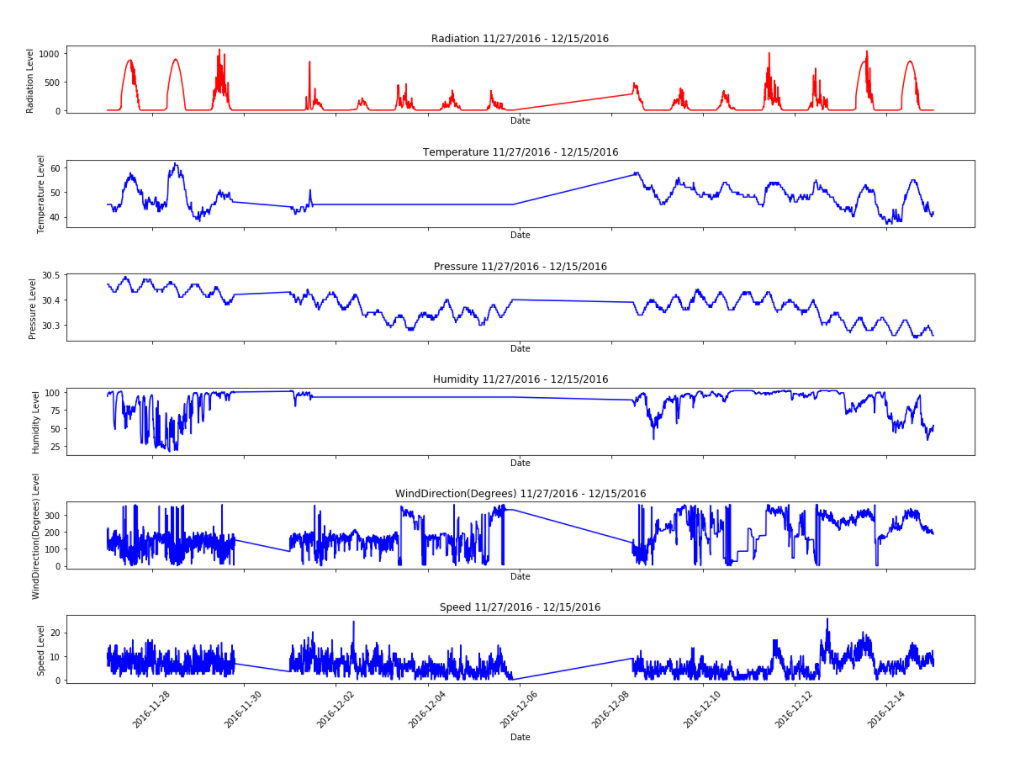 Radiation 11/27/2016 - 12/15/2016
Radiation Level
1000
500
0
Date
Temperature 11/27/2016 - 12/15/2016
Temperature Level
60
50
40
Date
Pressure 11/27/2016 - 12/15/2016
Pressure Level
30.5
30.4
30.3
Date
Humidity 11/27/2016 - 12/15/2016
Humidity Level
100
75
50
25
Date
WindDirection(Degrees) 11/27/2016 - 12/15/2016
WindDirection(Degrees) Level
300
200
100
0
Date
Speed 11/27/2016 - 12/15/2016
Speed Level
20
10
0
2016-11-28
2016-11-30
2016-12-02
2016-12-04
2016-12-06
2016-12-08
2016-12-10
2016-12-12
2016-12-14
Date